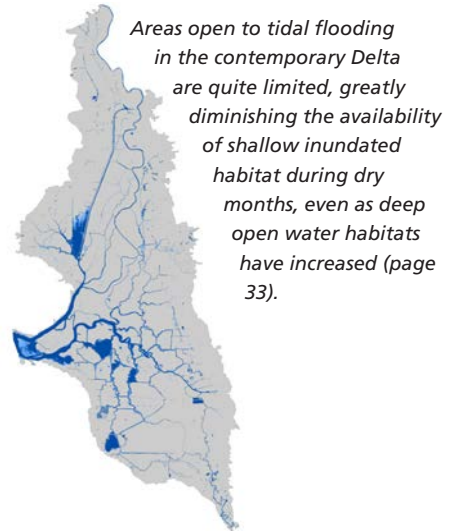 Areas open to tidal flooding
in the contemporary Delta
are quite limited, greatly
diminishing the availability
of shallow inundated
habitat during dry
months, even as deep
open water habitats
have increased (page
33).